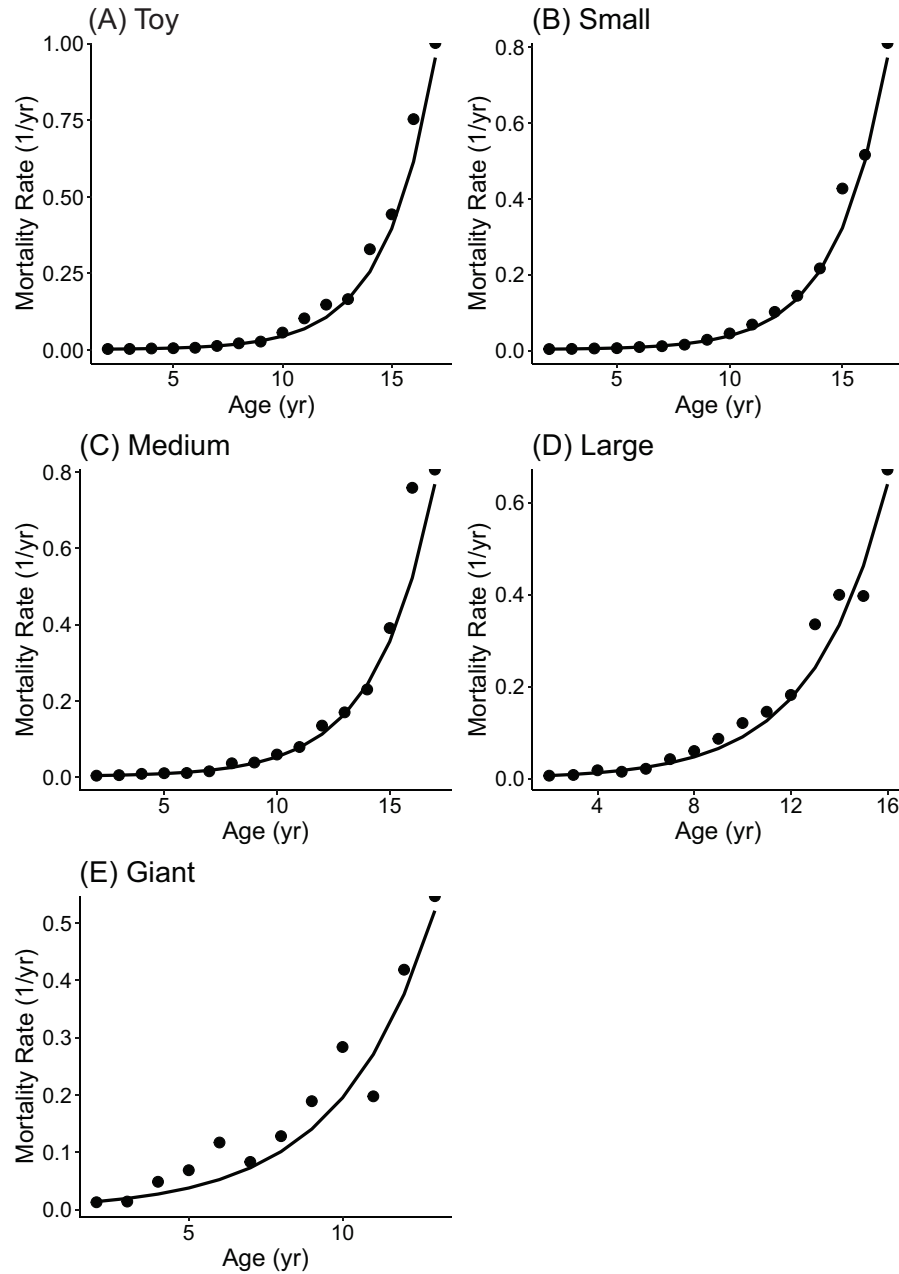 (A) Toy
Mortality Rate (1/yr)
1.00
0.75
0.50
0.25
0.00
5
10
15
Age (yr)
(B) Small
Mortality Rate (1/yr)
0.8
0.6
0.4
0.2
0.0
5
10
15
Age (yr)
(C) Medium
Mortality Rate (1/yr)
0.8
0.6
0.4
0.2
0.0
5
10
15
Age (yr)
(D) Large
Mortality Rate (1/yr)
0.6
0.4
0.2
0.0
4
8
12
16
Age (yr)
(E) Giant
Mortality Rate (1/yr)
0.5
0.4
0.3
0.2
0.1
0.0
5
10
Age (yr)